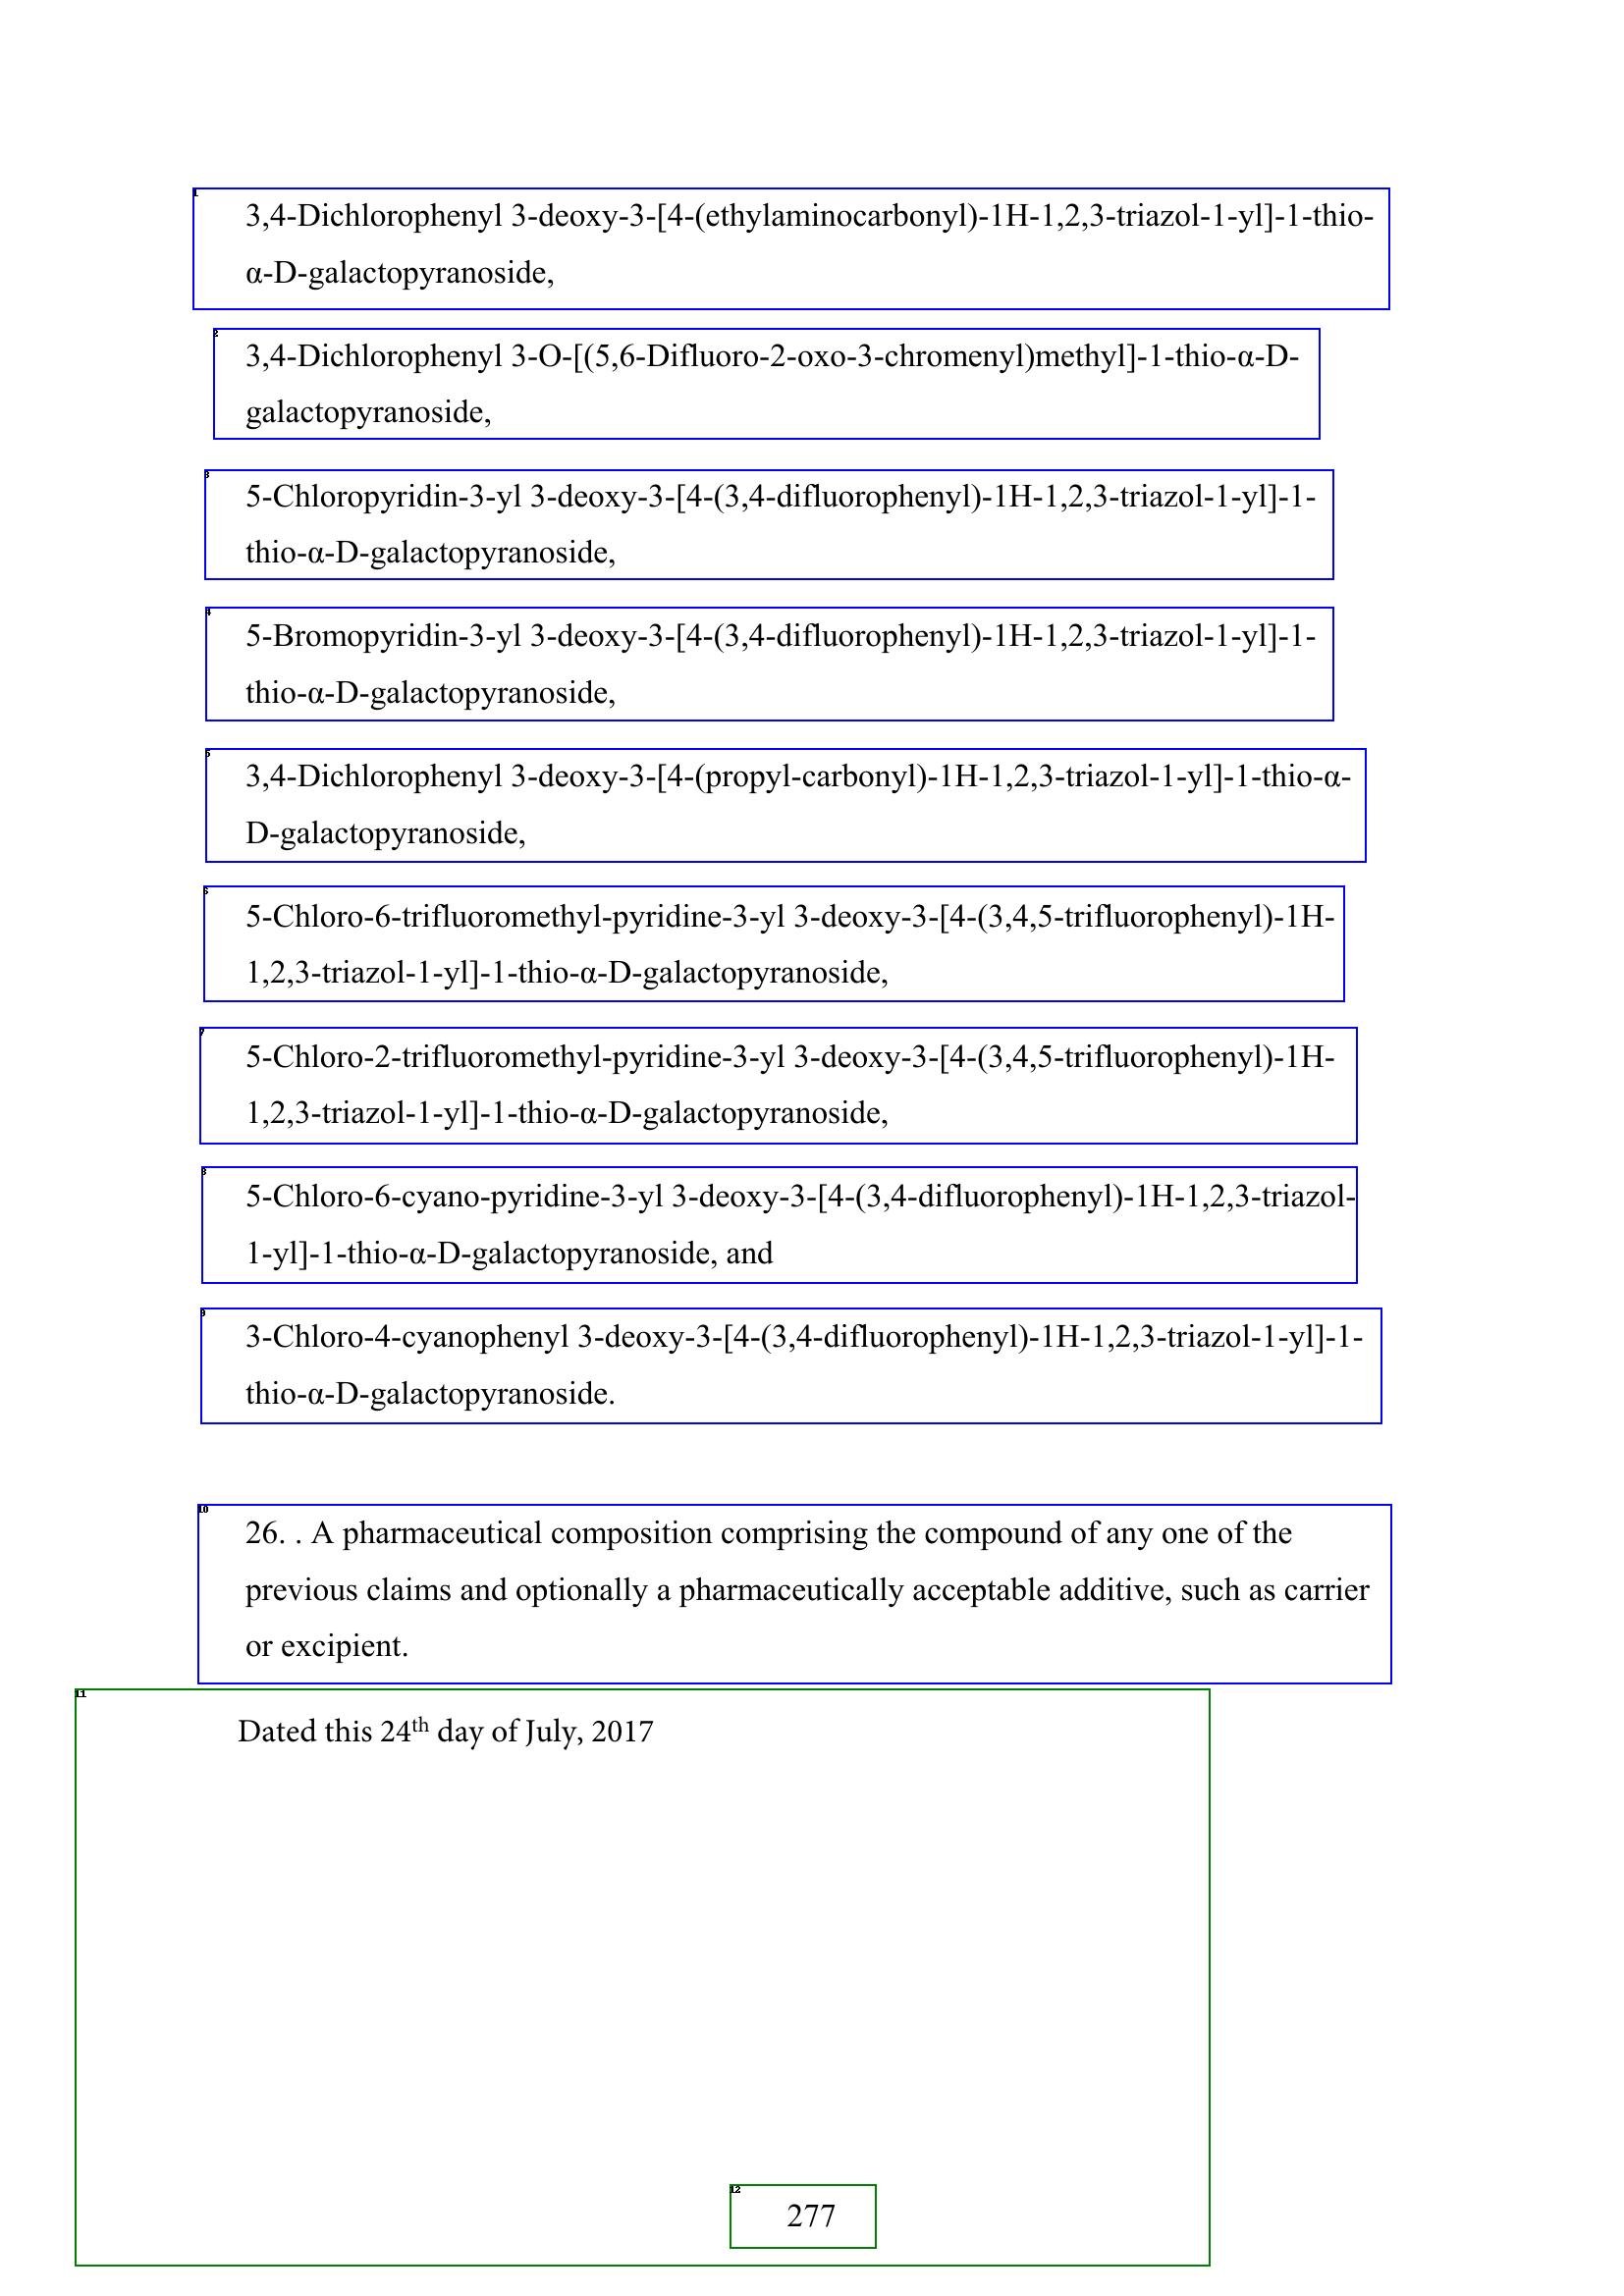 3,4-Dichlorophenyl 3-deoxy-3-[4-(ethylaminocarbonyl)-1H-1,2,3-triazol-1-yl]-1-thio-
α-D-galactopyranoside,
3,4-Dichlorophenyl 3-O-[(5,6-Difluoro-2-oxo-3-chromenyl)methyl]-1-thio-α-D-
galactopyranoside,
5-Chloropyridin-3-yl 3-deoxy-3-[4-(3,4-difluorophenyl)-1H-1,2,3-triazol-1-yl]-1-
thio-α-D-galactopyranoside,
5-Bromopyridin-3-yl 3-deoxy-3-[4-(3,4-difluorophenyl)-1H-1,2,3-triazol-1-yl]-1-
thio-α-D-galactopyranoside,
3,4-Dichlorophenyl 3-deoxy-3-[4-(propyl-carbonyl)-1H-1,2,3-triazol-1-yl]-1-thio-α-
D-galactopyranoside,
5-Chloro-6-trifluoromethyl-pyridine-3-yl 3-deoxy-3-[4-(3,4,5-trifluorophenyl)-1H-
1,2,3-triazol-1-yl]-1-thio-α-D-galactopyranoside,
5-Chloro-2-trifluoromethyl-pyridine-3-yl 3-deoxy-3-[4-(3,4,5-trifluorophenyl)-1H-
1,2,3-triazol-1-yl]-1-thio-α-D-galactopyranoside,
5-Chloro-6-cyano-pyridine-3-yl 3-deoxy-3-[4-(3,4-difluorophenyl)-1H-1,2,3-triazol-
1-yl]-1-thio-α-D-galactopyranoside, and
3-Chloro-4-cyanophenyl 3-deoxy-3-[4-(3,4-difluorophenyl)-1H-1,2,3-triazol-1-yl]-1-
thio-α-D-galactopyranoside.
26. . A pharmaceutical composition comprising the compound of any one of the
previous claims and optionally a pharmaceutically acceptable additive, such as carrier
or excipient.
Dated this 24th day of July, 2017
277